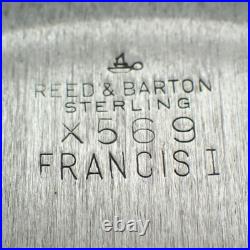 REED & BARTON
STERLING
X569
FRANCIS I